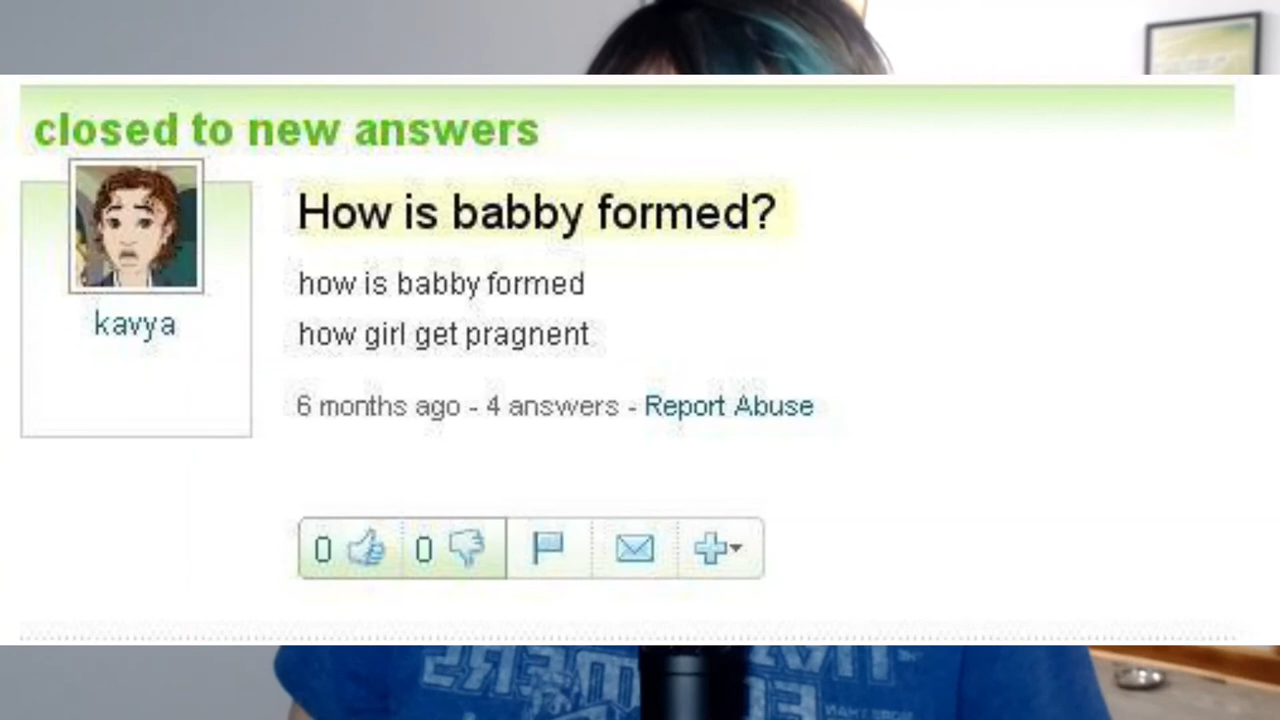 closed to new answers
How is babby formed?
kavya
how is babby formed
how girl get pragnent
6 months ago - 4 answers - Report Abuse
0 0